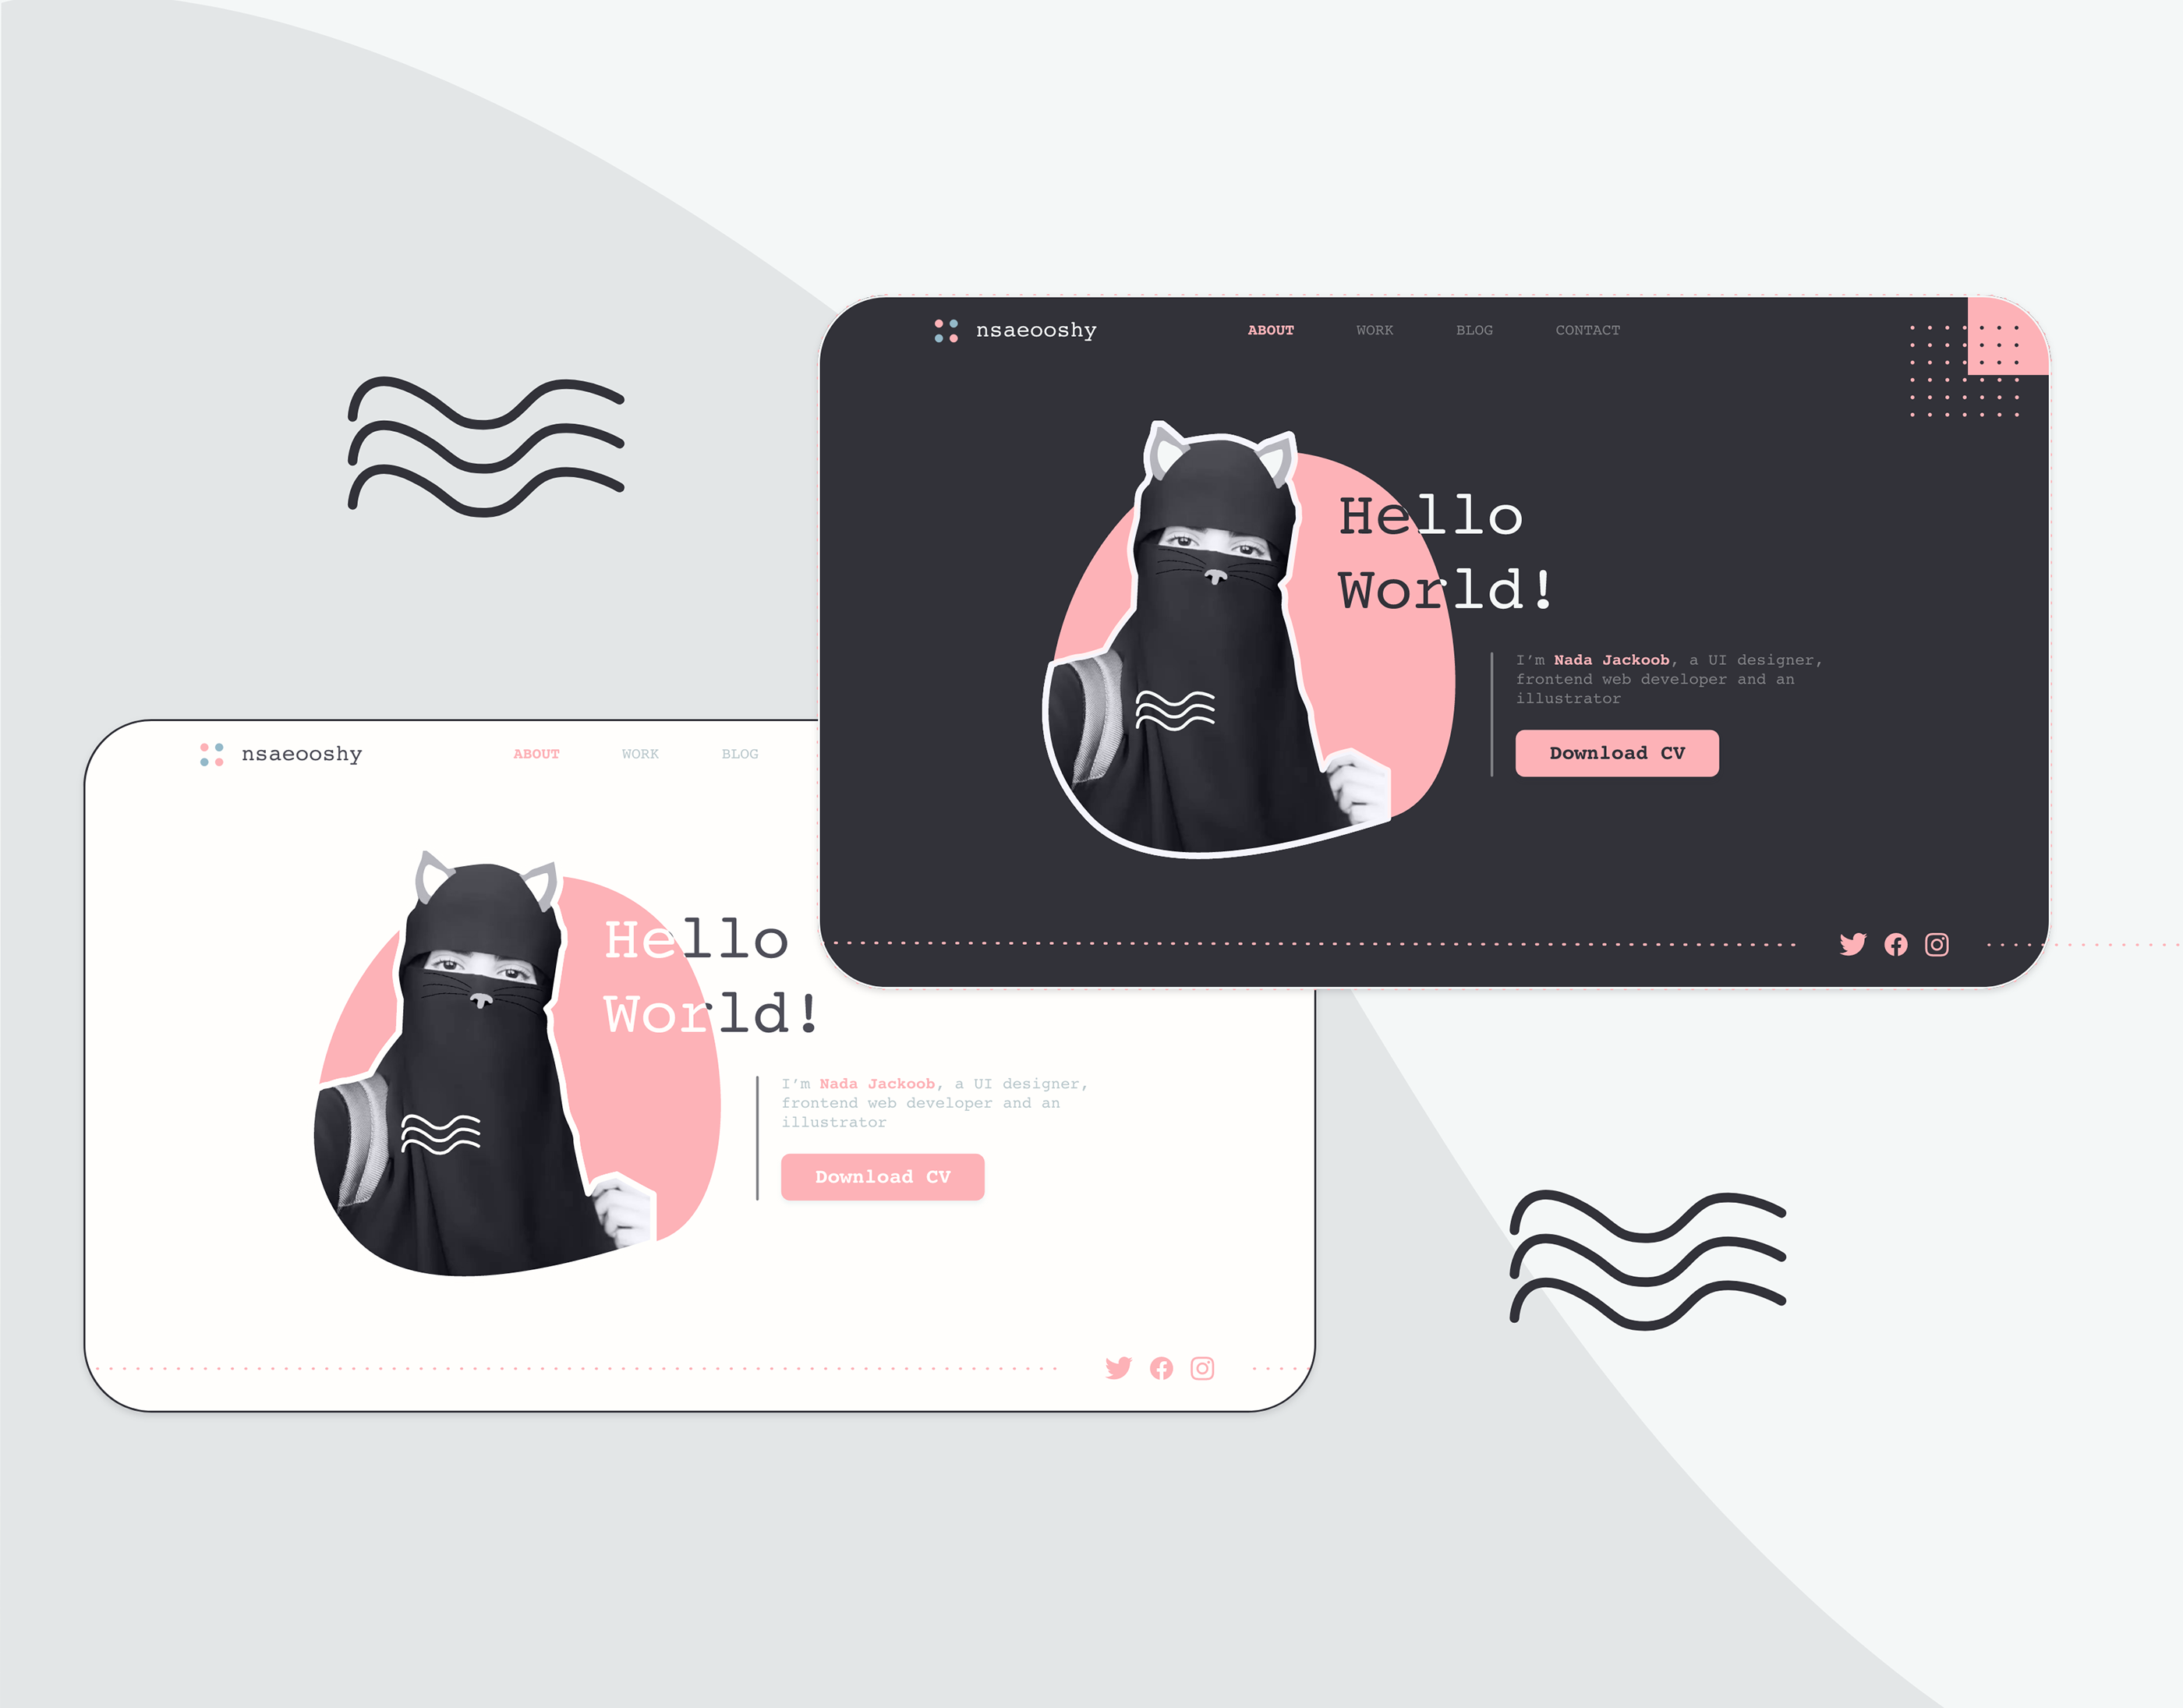 nsaeooshy
ABOUT WORK BLOG CONTACT
Hello
World!
I’m Nada Jackoob, a UI designer,
frontend web developer and an
illustrator
Download CV
nsaeooshy
ABOUT WORK BLOG
Hello
World!
I’m Nada Jackoob, a UI designer,
frontend web developer and an
illustrator
Download CV